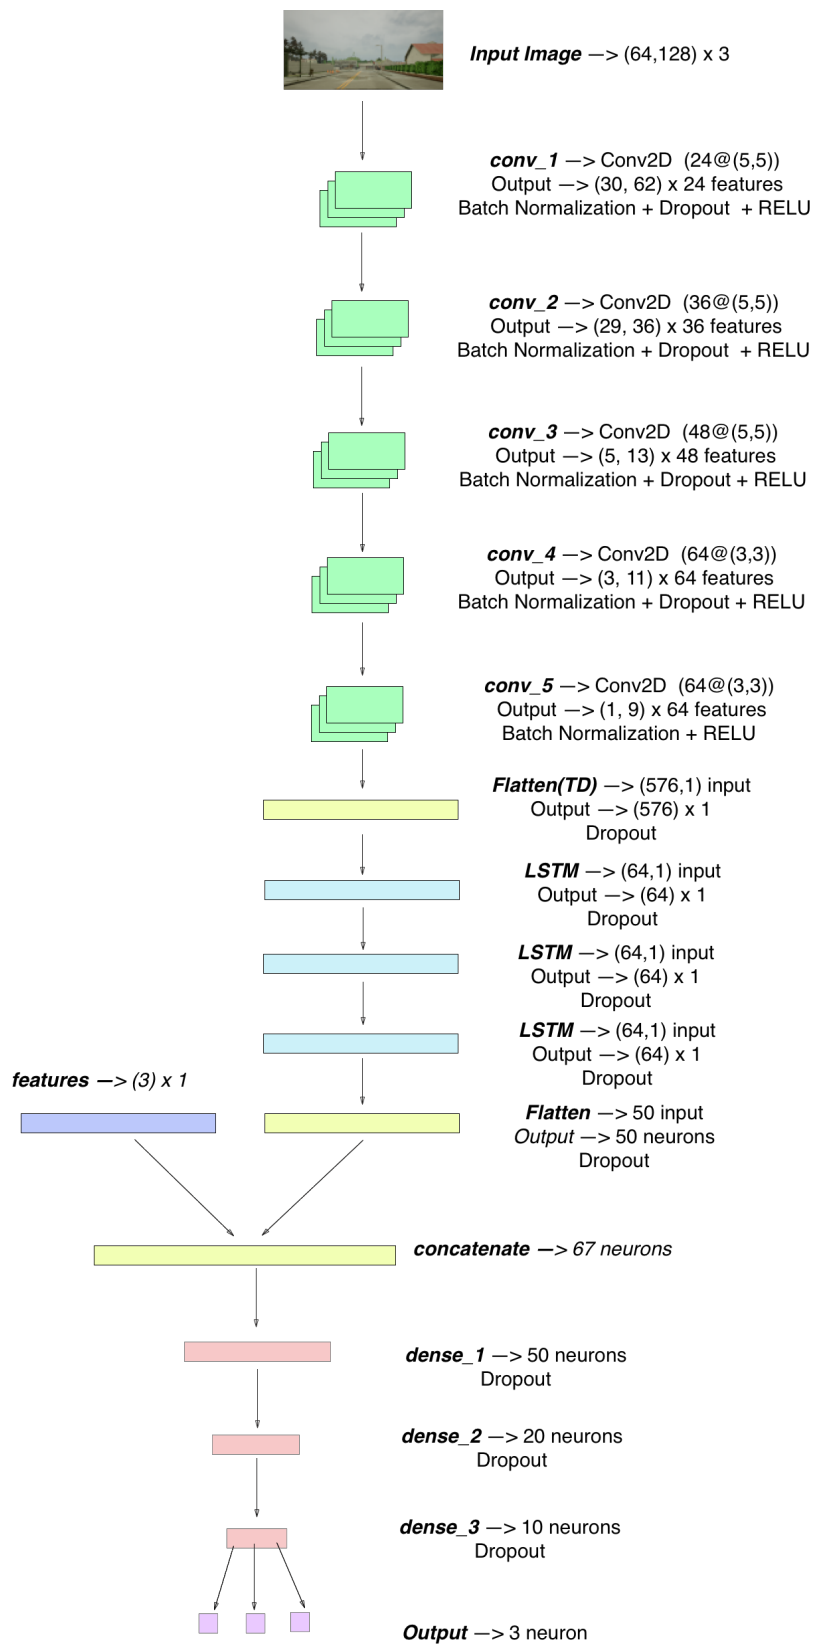 Input Image —> (64,128) x 3
conv_1 —> Conv2D (24@(5,5))
Output —> (30, 62) x 24 features
Batch Normalization + Dropout + RELU
conv_2 —> Conv2D (36@(5,5))
Output —> (29, 36) x 36 features
Batch Normalization + Dropout + RELU
conv_3 —> Conv2D (48@(5,5))
Output —> (5, 13) x 48 features
Batch Normalization + Dropout + RELU
conv_4 —> Conv2D (64@(3,3))
Output —> (3, 11) x 64 features
Batch Normalization + Dropout + RELU
conv_5 —> Conv2D (64@(3,3))
Output —> (1, 9) x 64 features
Batch Normalization + RELU
Flatten(TD) —> (576,1) input
Output —> (576) x 1
Dropout
LSTM —> (64,1) input
Output —> (64) x 1
Dropout
LSTM —> (64,1) input
Output —> (64) x 1
Dropout
LSTM —> (64,1) input
Output —> (64) x 1
Dropout
features —> (3) x 1
Flatten —> 50 input
Output —> 50 neurons
Dropout
concatenate —> 67 neurons
dense_1 —> 50 neurons
Dropout
dense_2 —> 20 neurons
Dropout
dense_3 —> 10 neurons
Dropout
Output —> 3 neuron